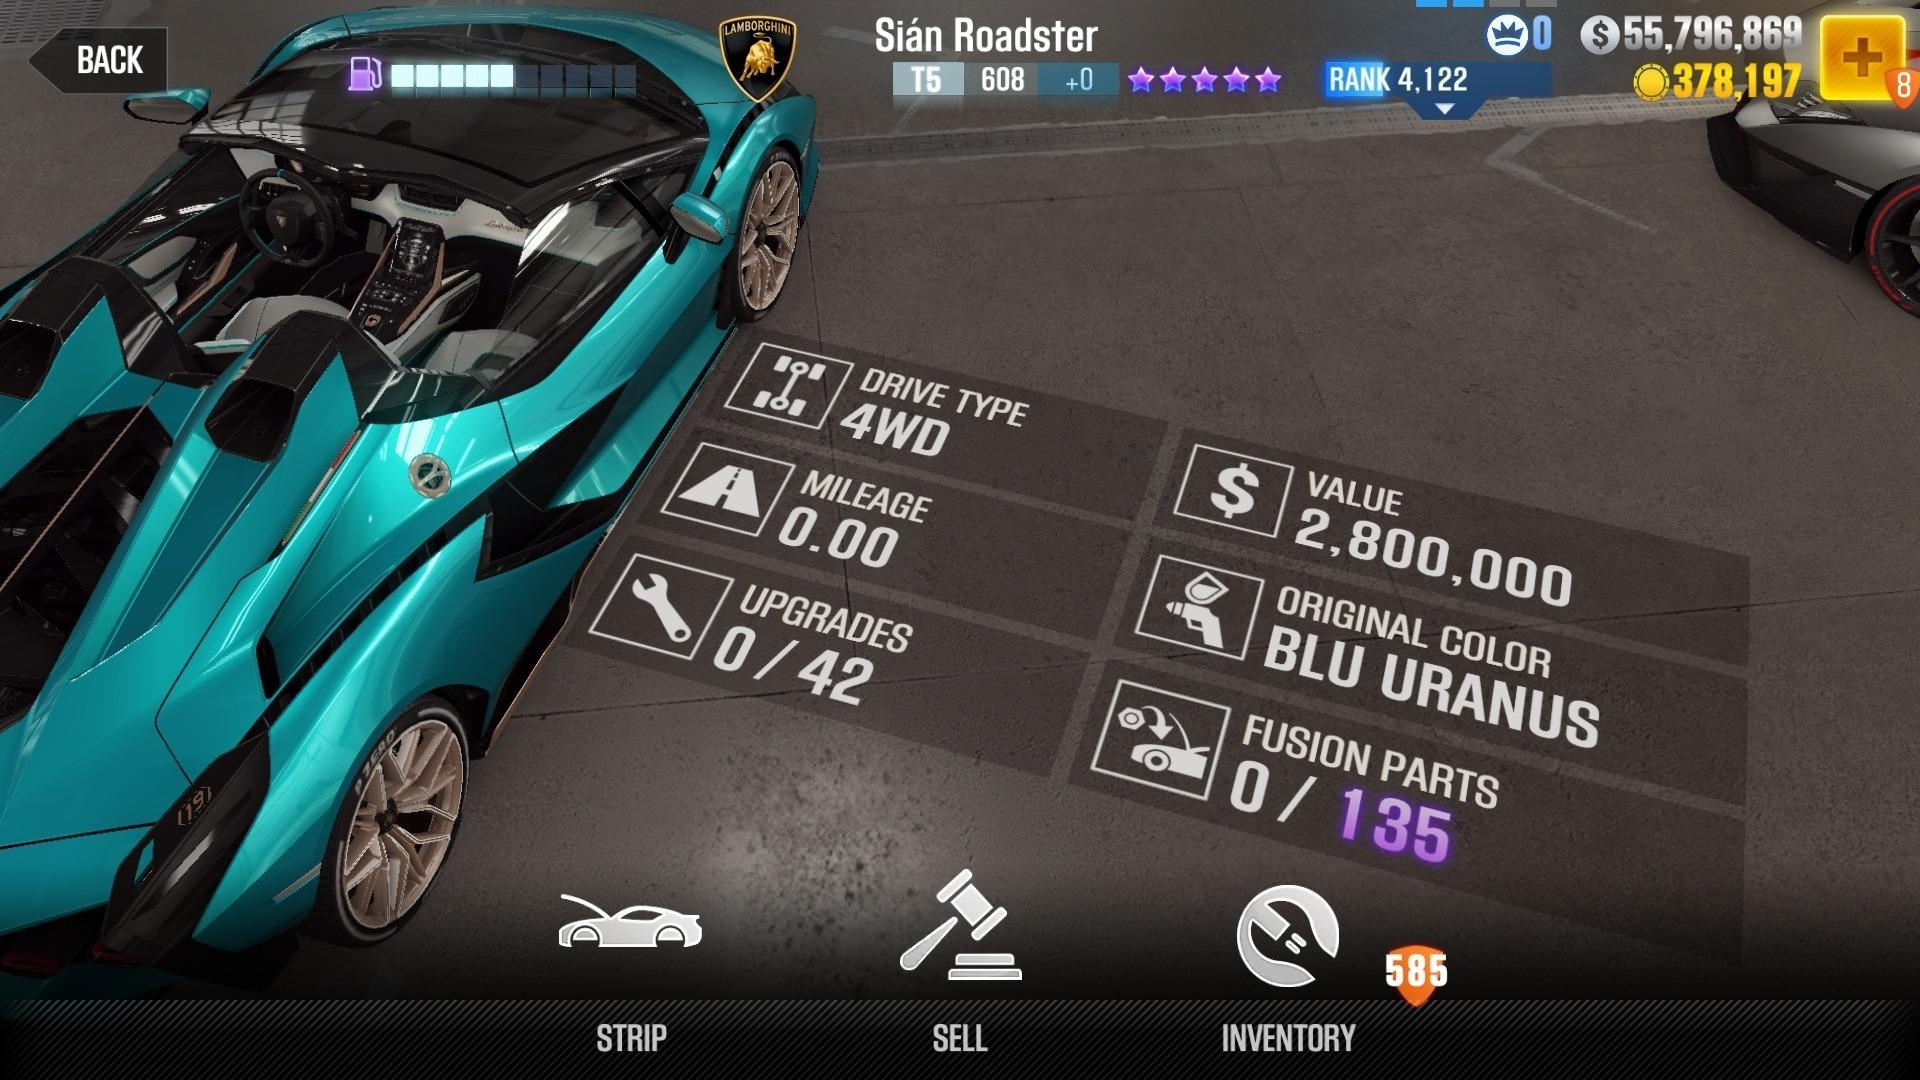 BACK
LAMBORGHINI
Sián Roadster
T5 608 +0
RANK 4,122
0
$ 55,796,869
378,197
8
DRIVE TYPE
4WD
MILEAGE
0.00
UPGRADES
0 / 42
$ VALUE
2,800,000
ORIGINAL COLOR
BLU URANUS
FUSION PARTS
0 / 135
P ZERO
19
585
STRIP
SELL
INVENTORY